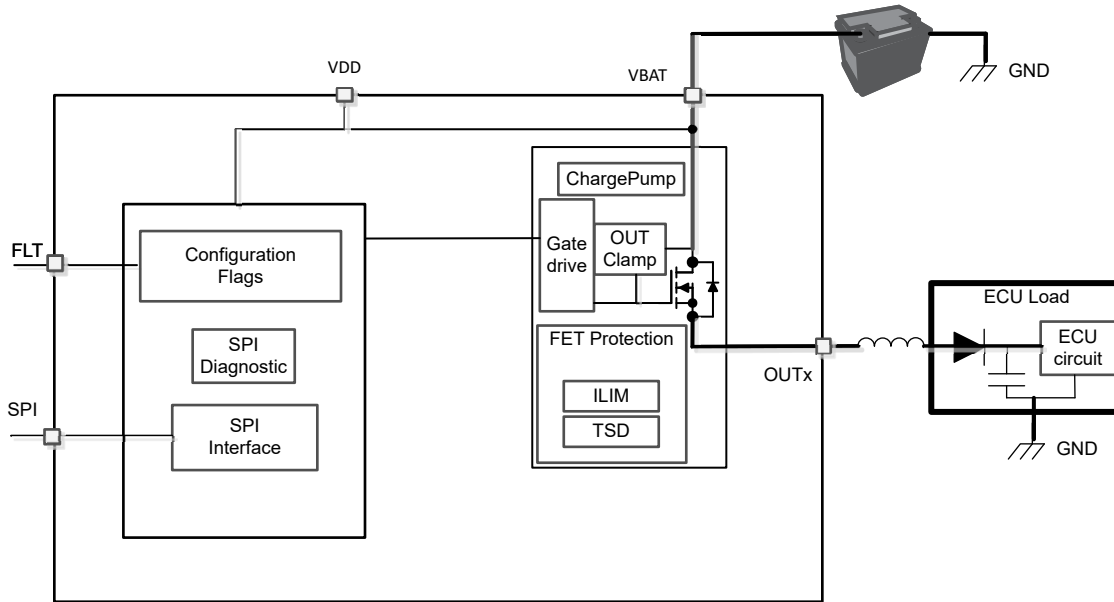 VDD
VBAT
GND
ChargePump
FLT
Configuration
Flags
Gate
drive
OUT
Clamp
SPI
Diagnostic
FET Protection
ECU Load
ECU
circuit
OUTx
ILIM
TSD
SPI
SPI
Interface
GND